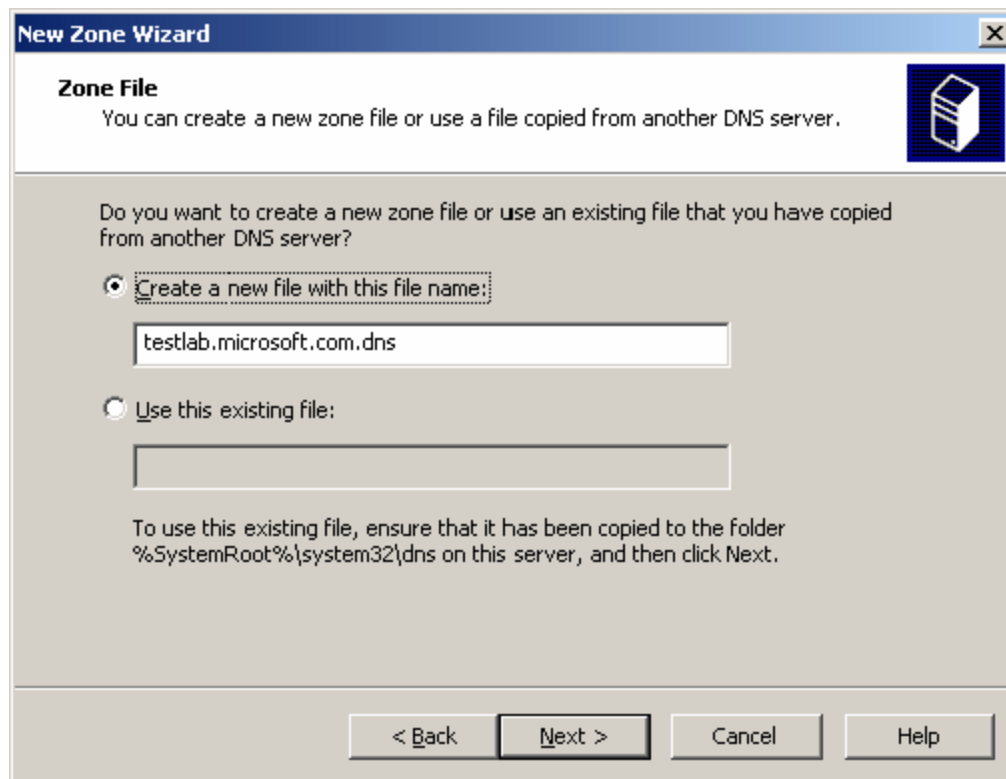 New Zone Wizard
Zone File
You can create a new zone file or use a file copied from another DNS server.
Do you want to create a new zone file or use an existing file that you have copied
from another DNS server?
Create a new file with this file name:
testlab.microsoft.com.dns
Use this existing file:
To use this existing file, ensure that it has been copied to the folder
%SystemRoot%\system32\dns on this server, and then click Next.
< Back Next > Cancel Help